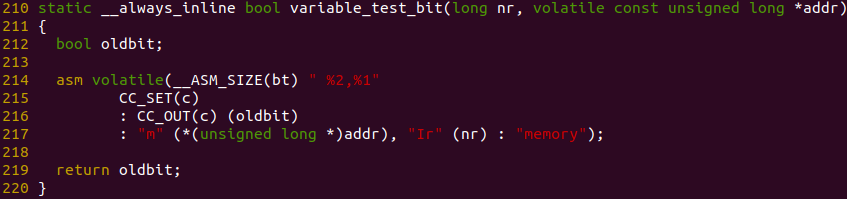 210 static __always_inline bool variable_test_bit(long nr, volatile const unsigned long *addr)
211 {
212   bool oldbit;
213
214   asm volatile(__ASM_SIZE(bt) " %2,%1"
215          CC_SET(c)
216          : CC_OUT(c) (oldbit)
217          : "m" (*(unsigned long *)addr), "Ir" (nr) : "memory");
218
219   return oldbit;
220 }